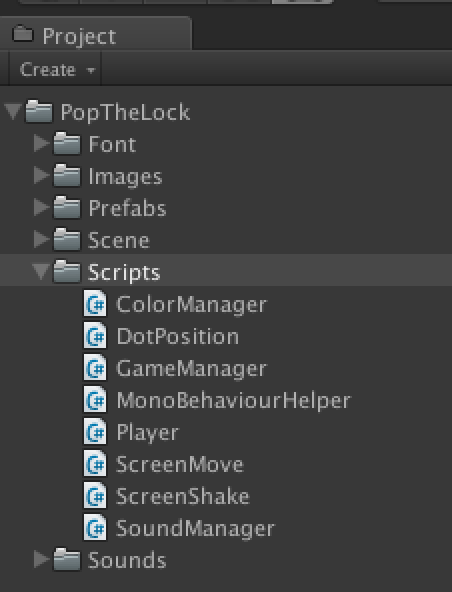 Project
Create
PopTheLock
Font
Images
Prefabs
Scene
Scripts
ColorManager
DotPosition
GameManager
MonoBehaviourHelper
Player
ScreenMove
ScreenShake
SoundManager
Sounds